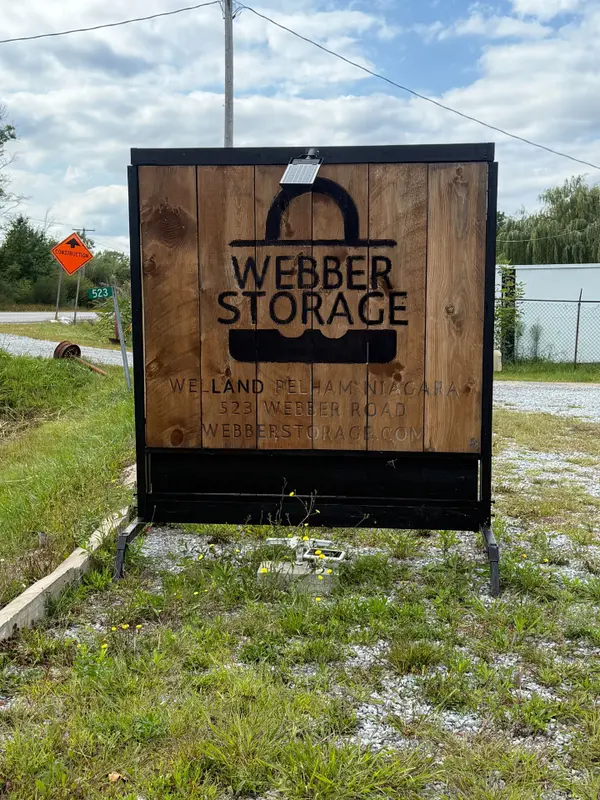 CONSTRUCTION
523
WEBBER
STORAGE
WELLAND PELHAM NIAGARA
523 WEBBER ROAD
WEBBERSTORAGE.COM